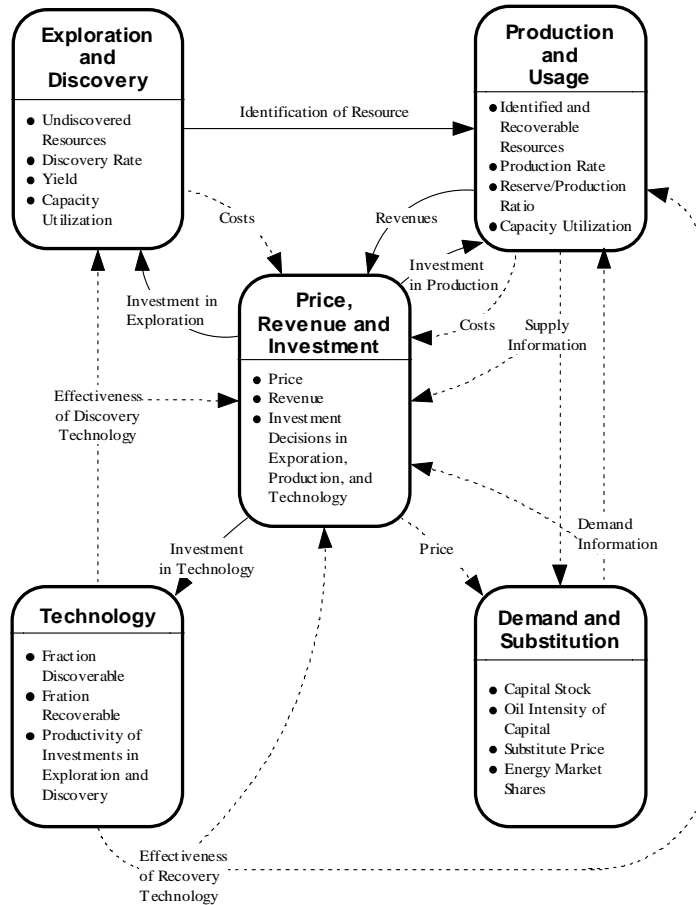 Exploration
and
Discovery
● Undiscovered
Resources
● Discovery Rate
● Yield
● Capacity
Utilization
Identification of Resource
Production
and
Usage
● Identified and
Recoverable
Resources
● Production Rate
● Reserve/Production
Ratio
● Capacity Utilization
Costs
Revenues
Investment
in Production
Investment in
Exploration
Price,
Revenue and
Investment
● Price
● Revenue
● Investment
Decisions in
Exporation,
Production, and
Technology
Costs
Supply
Information
Effectiveness
of Discovery
Technology
Investment
in Technology
Price
Demand
Information
Technology
● Fraction
Discoverable
● Fration
Recoverable
● Productivity of
Investments in
Exploration and
Discovery
Demand and
Substitution
● Capital Stock
● Oil Intensity of
Capital
● Substitute Price
● Energy Market
Shares
Effectiveness
of Recovery
Technology